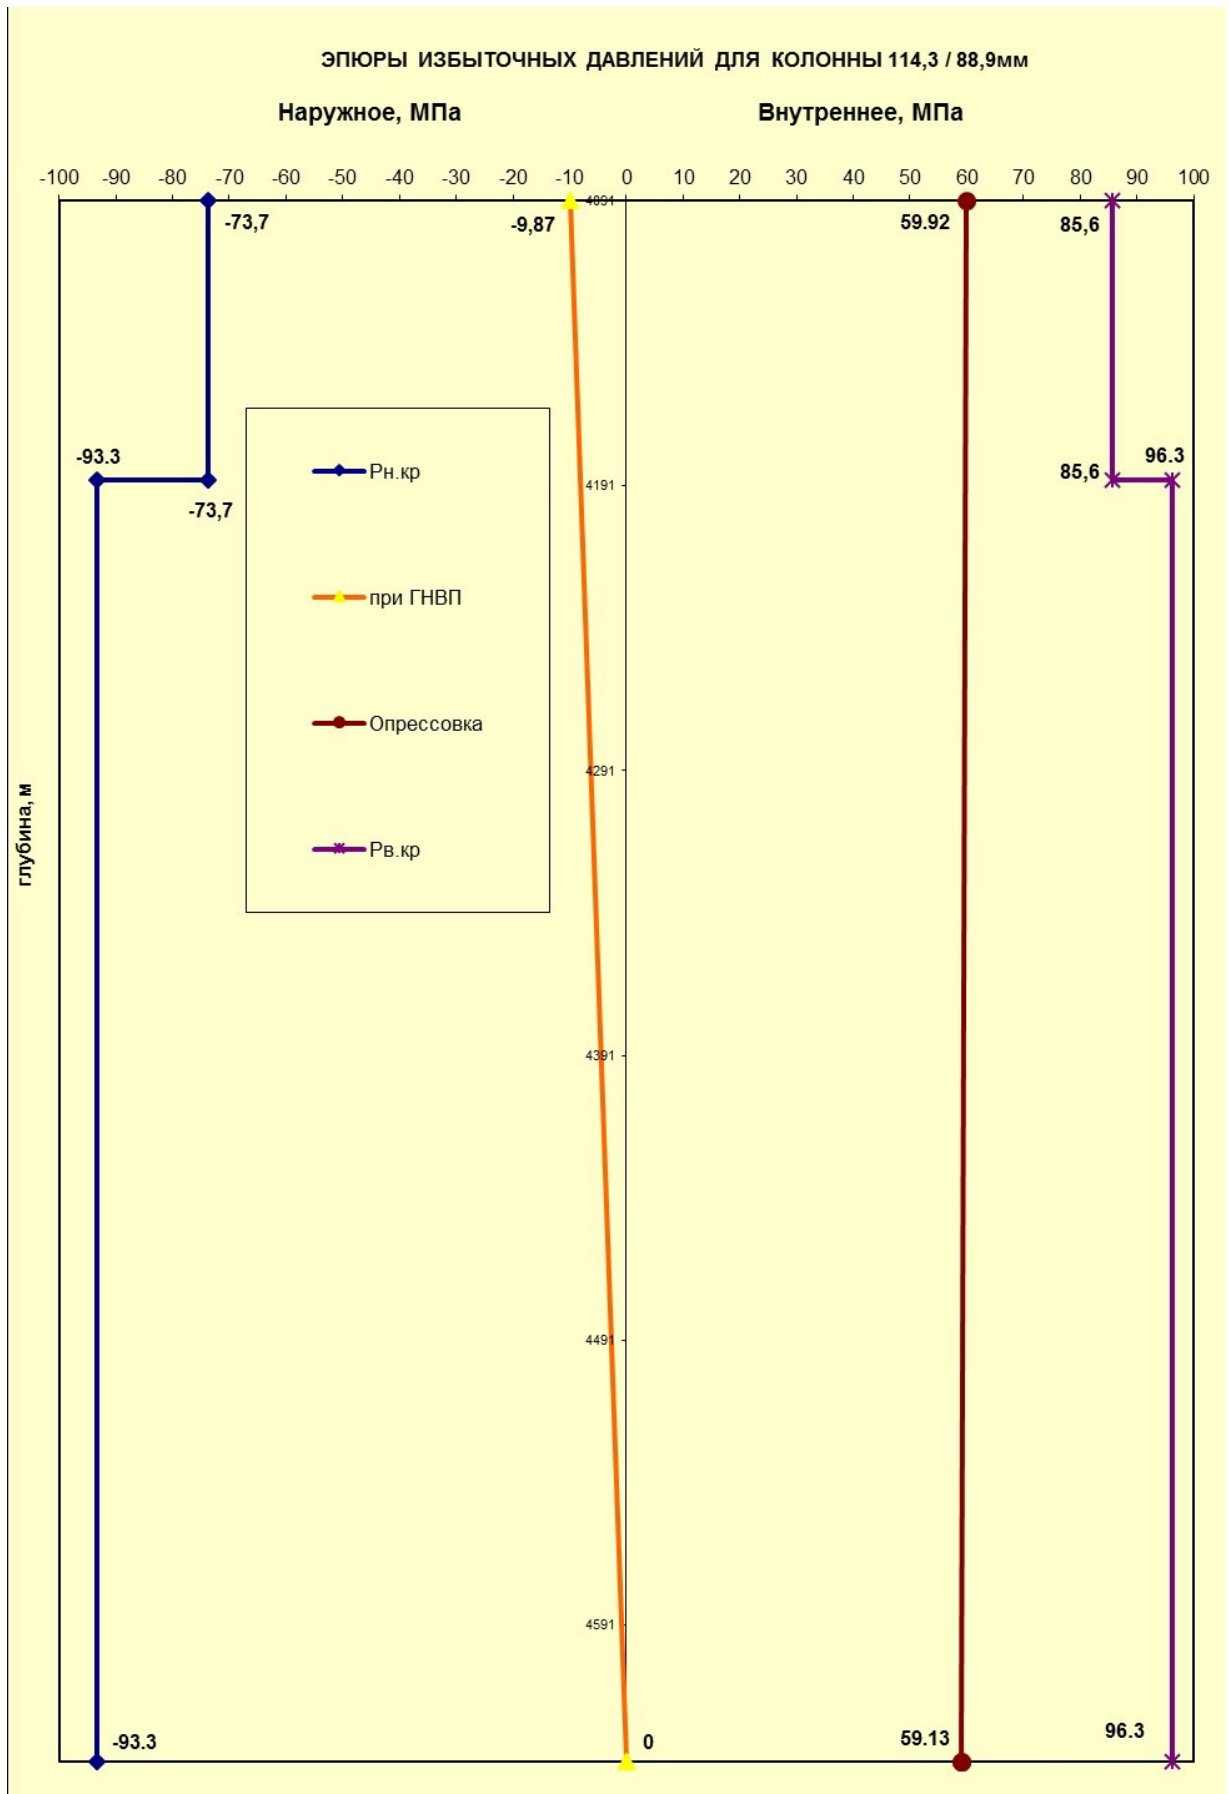 ЭПЮРЫ ИЗБЫТОЧНЫХ ДАВЛЕНИЙ ДЛЯ КОЛОННЫ 114,3 / 88,9мм
Наружное, МПа
Внутреннее, МПа
-100 -90 -80 -70 -60 -50 -40 -30 -20 -10 0 10 20 30 40 50 60 70 80 90 100
4091
-73,7
-9,87
59.92
85,6
-93.3
-73,7
85,6
96.3
Рн.кр
4191
при ГНВП
Опрессовка
4291
глубина, м
Рв.кр
4391
4491
4591
-93.3
0
59.13
96.3